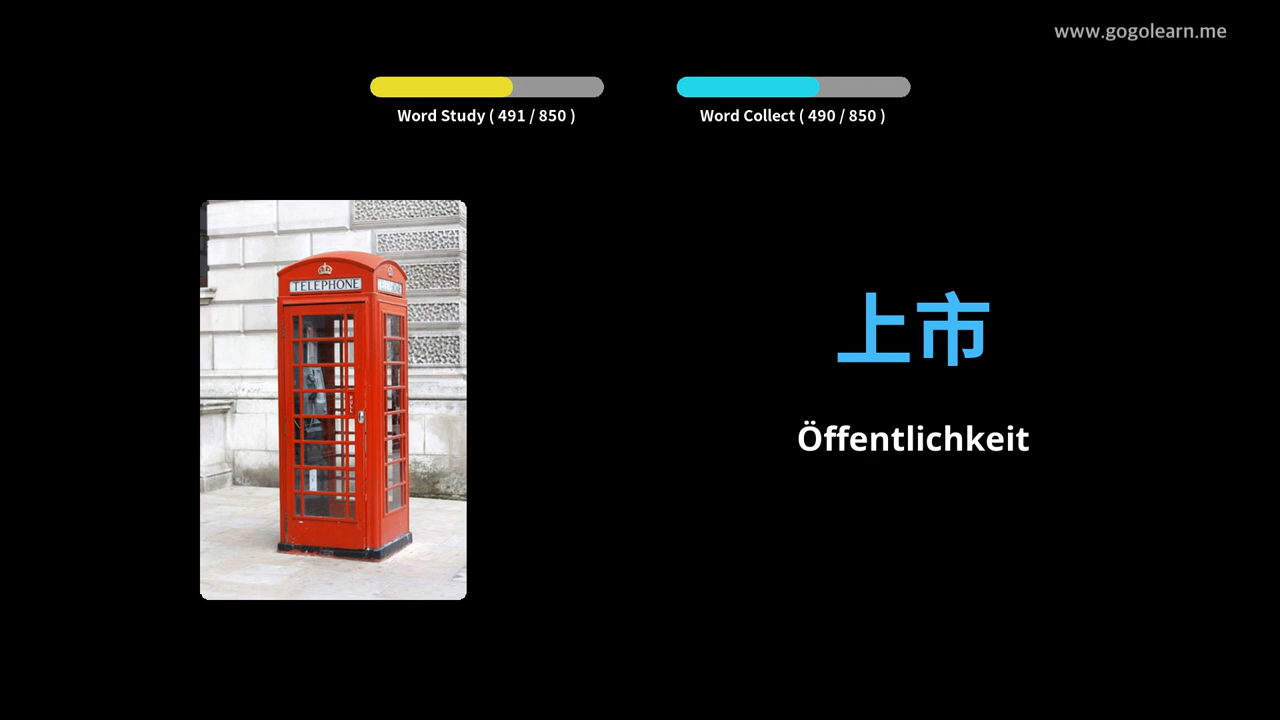 www.gogolearn.me
Word Study ( 491 / 850 )
Word Collect ( 490 / 850 )
TELEPHONE
上市
Öffentlichkeit